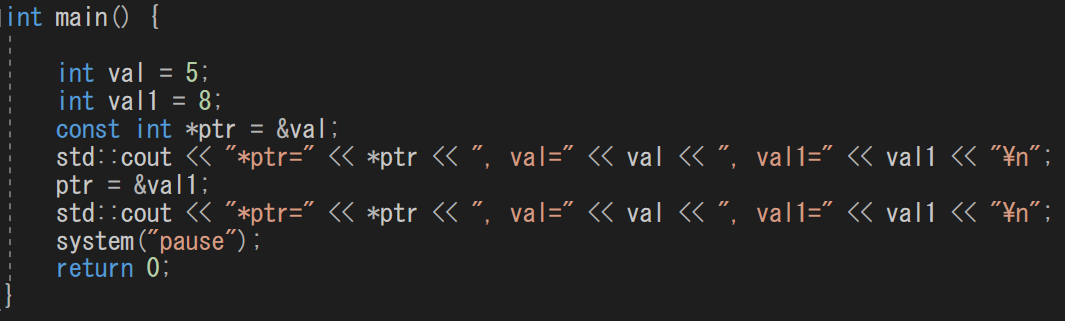 int main() {
int val = 5;
int val1 = 8;
const int *ptr = &val;
std::cout << "*ptr=" << *ptr << ", val=" << val << ", val1=" << val1 << "¥n";
ptr = &val1;
std::cout << "*ptr=" << *ptr << ", val=" << val << ", val1=" << val1 << "¥n";
system("pause");
return 0;
}